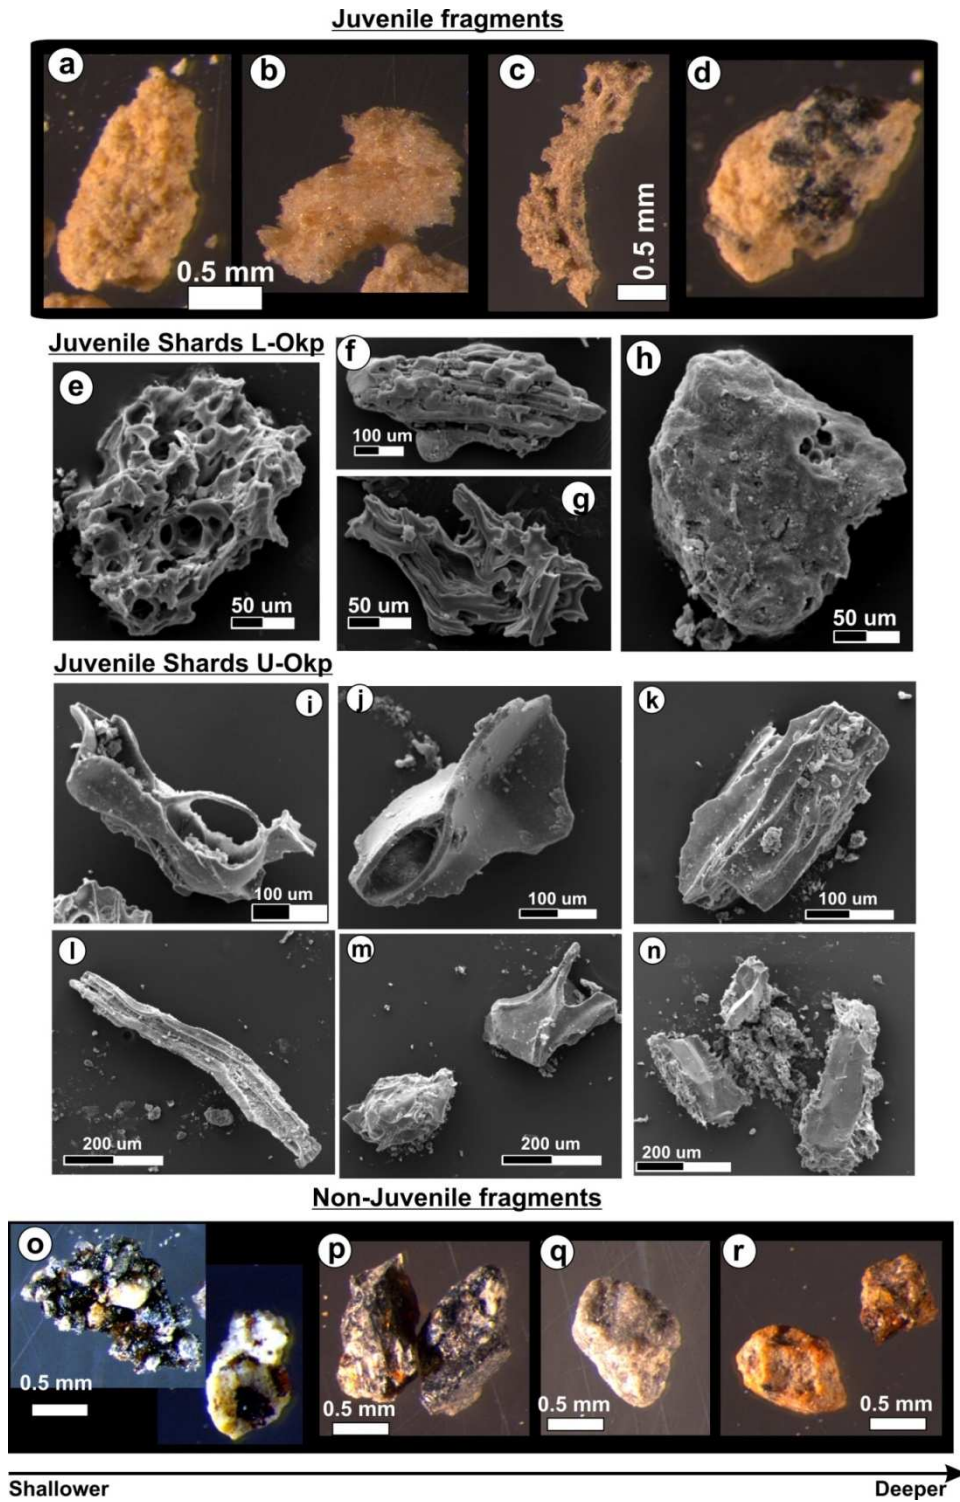 Juvenile fragments
a
b
c
d
0.5 mm
0.5 mm
Juvenile Shards L-Okp
e
f
g
h
100 um
50 um
50 um
50 um
Juvenile Shards U-Okp
i
j
k
100 um
100 um
100 um
l
m
n
200 um
200 um
200 um
Non-Juvenile fragments
o
p
q
r
0.5 mm
0.5 mm
0.5 mm
0.5 mm
Shallower
Deeper